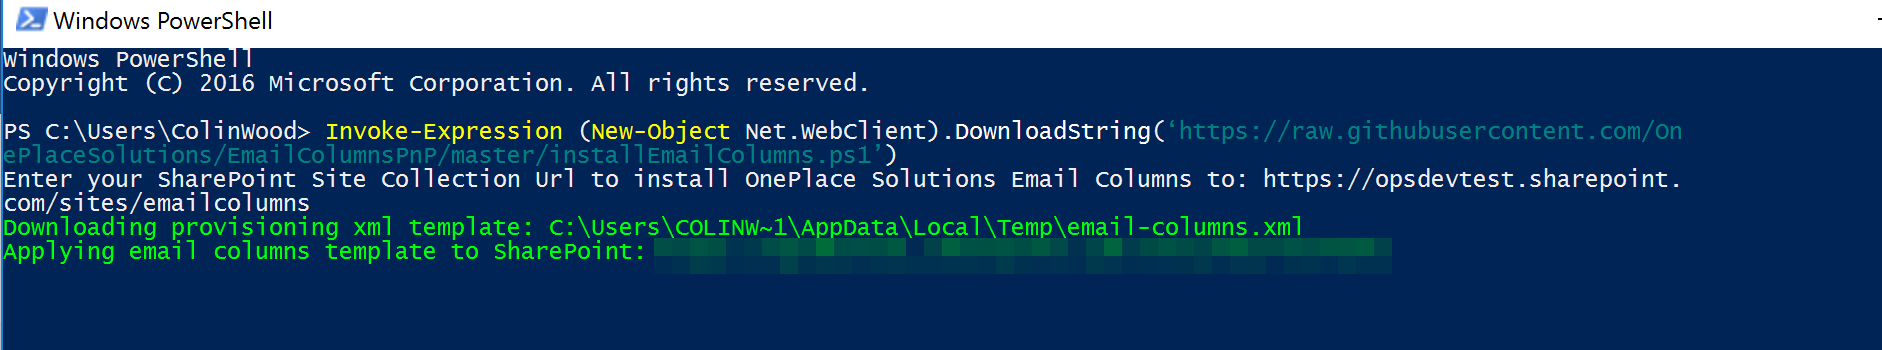 Windows PowerShell
Windows PowerShell
Copyright (C) 2016 Microsoft Corporation. All rights reserved.
PS C:\Users\ColinWood> Invoke-Expression (New-Object Net.WebClient).DownloadString(‘https://raw.githubusercontent.com/On
ePlaceSolutions/EmailColumnsPnP/master/installEmailColumns.ps1’)
Enter your SharePoint Site Collection Url to install OnePlace Solutions Email Columns to: https://opsdevtest.sharepoint.
com/sites/emailcolumns
Downloading provisioning xml template: C:\Users\COLINW~1\AppData\Local\Temp\email-columns.xml
Applying email columns template to SharePoint: